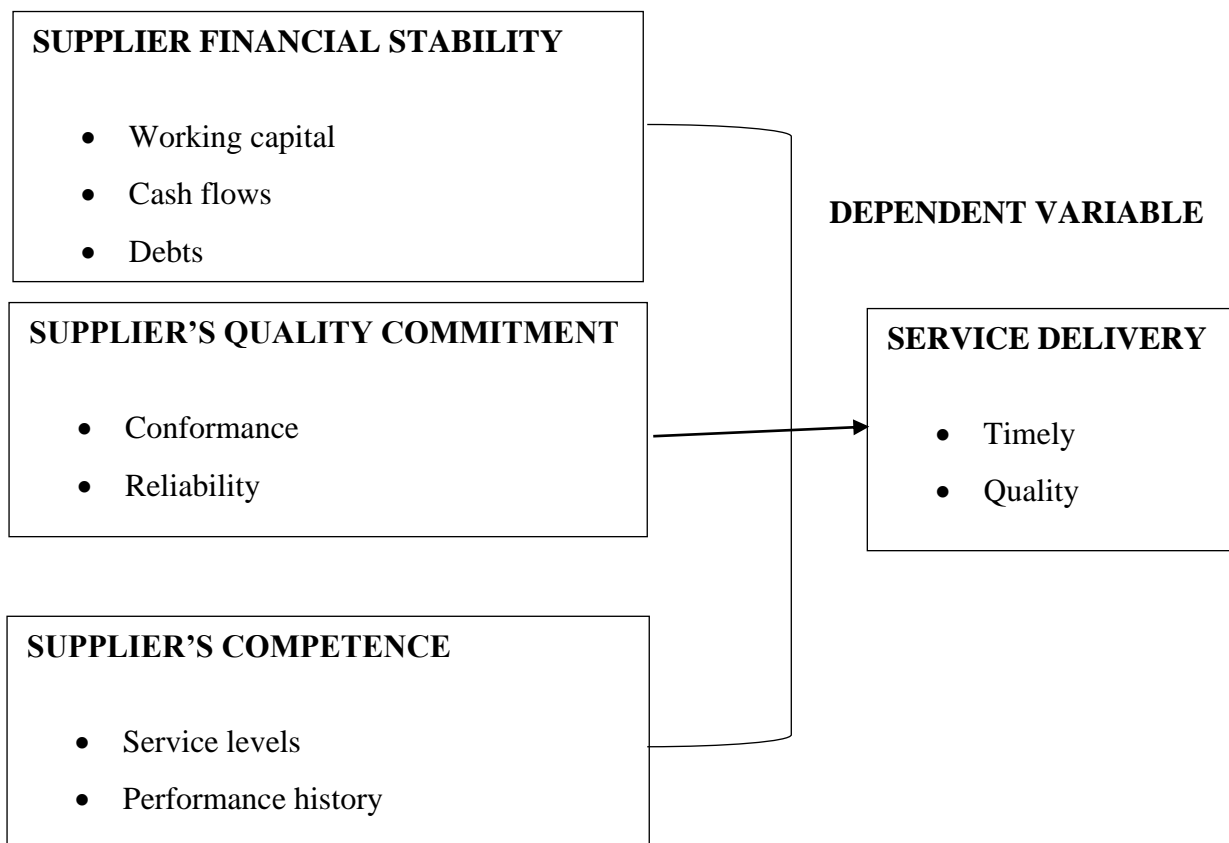 SUPPLIER FINANCIAL STABILITY
• Working capital
• Cash flows
• Debts
DEPENDENT VARIABLE
SUPPLIER’S QUALITY COMMITMENT
• Conformance
• Reliability
SERVICE DELIVERY
• Timely
• Quality
SUPPLIER’S COMPETENCE
• Service levels
• Performance history